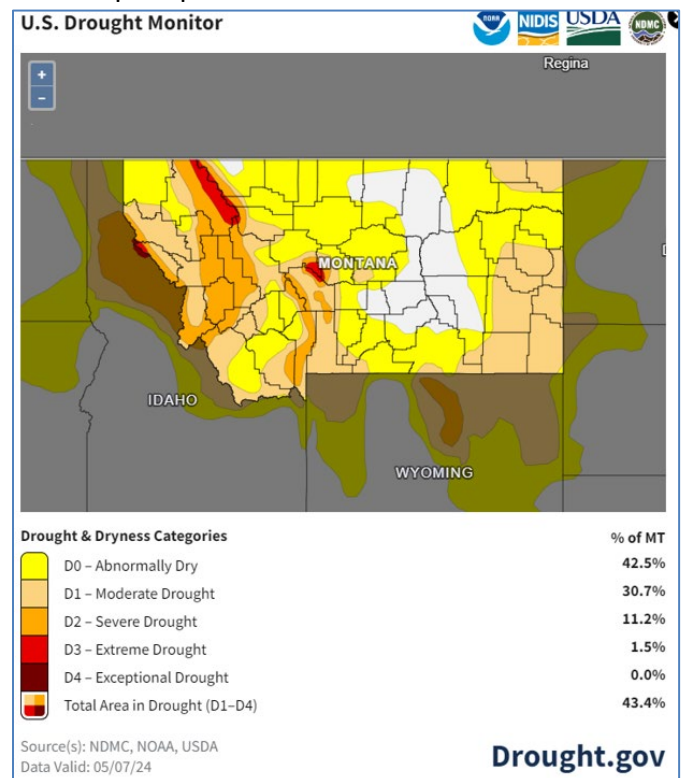 U.S. Drought Monitor
NOAA
NIDIS
USDA
NDMC
+
−
Regina
MONTANA
IDAHO
WYOMING
Drought & Dryness Categories % of MT
D0 – Abnormally Dry 42.5%
D1 – Moderate Drought 30.7%
D2 – Severe Drought 11.2%
D3 – Extreme Drought 1.5%
D4 – Exceptional Drought 0.0%
Total Area in Drought (D1–D4) 43.4%
Source(s): NDMC, NOAA, USDA
Data Valid: 05/07/24
Drought.gov